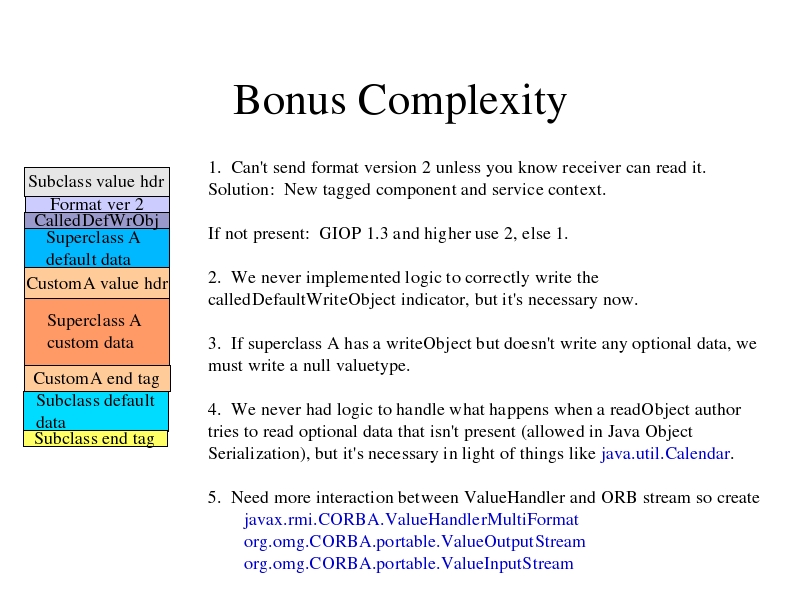 Bonus Complexity
Subclass value hdr
Format ver 2
CalledDefWrObj
Superclass A
default data
CustomA value hdr
Superclass A
custom data
CustomA end tag
Subclass default
data
Subclass end tag
1. Can't send format version 2 unless you know receiver can read it.
Solution: New tagged component and service context.
If not present: GIOP 1.3 and higher use 2, else 1.
2. We never implemented logic to correctly write the
calledDefaultWriteObject indicator, but it's necessary now.
3. If superclass A has a writeObject but doesn't write any optional data, we
must write a null valuetype.
4. We never had logic to handle what happens when a readObject author
tries to read optional data that isn't present (allowed in Java Object
Serialization), but it's necessary in light of things like java.util.Calendar.
5. Need more interaction between ValueHandler and ORB stream so create
javax.rmi.CORBA.ValueHandlerMultiFormat
org.omg.CORBA.portable.ValueOutputStream
org.omg.CORBA.portable.ValueInputStream